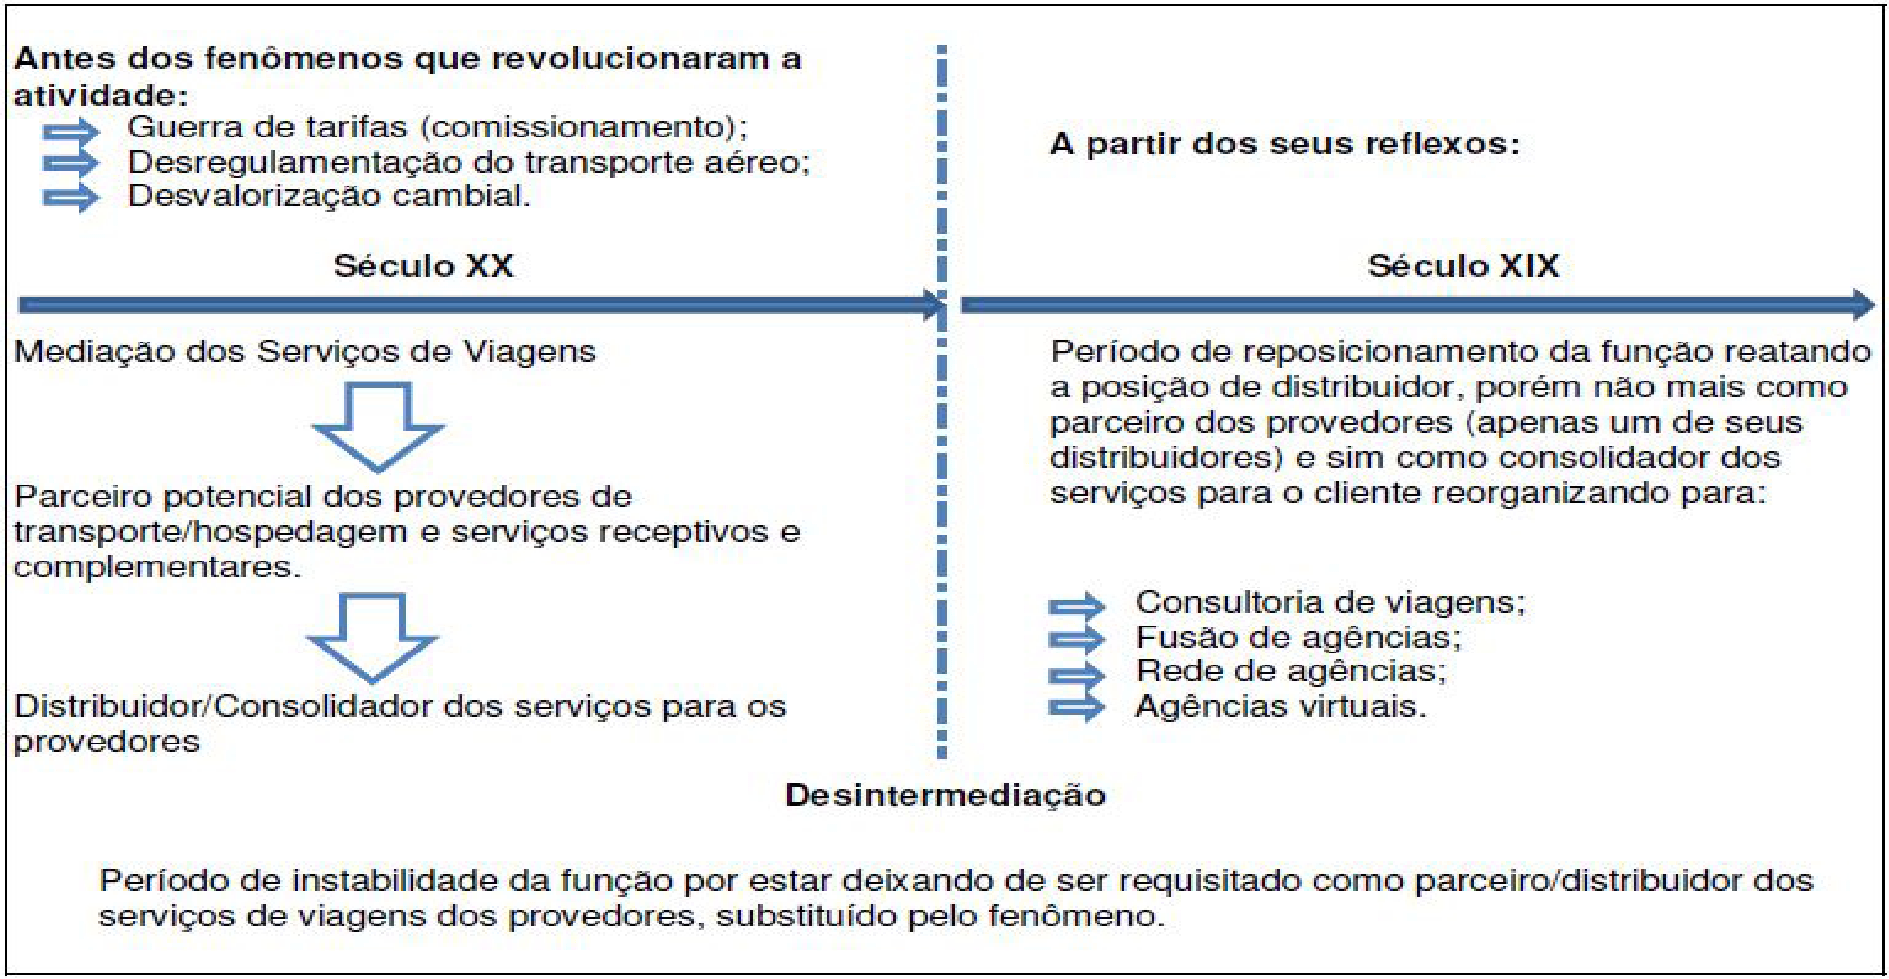 Antes dos fenômenos que revolucionaram a
atividade:
Guerra de tarifas (comissionamento);
Desregulamentação do transporte aéreo;
Desvalorização cambial.
Século XX
Mediação dos Serviços de Viagens
Parceiro potencial dos provedores de
transporte/hospedagem e serviços receptivos e
complementares.
Distribuidor/Consolidador dos serviços para os
provedores
A partir dos seus reflexos:
Século XIX
Período de reposicionamento da função reatando
a posição de distribuidor, porém não mais como
parceiro dos provedores (apenas um de seus
distribuidores) e sim como consolidador dos
serviços para o cliente reorganizando para:
Consultoria de viagens;
Fusão de agências;
Rede de agências;
Agências virtuais.
Desintermediação
Período de instabilidade da função por estar deixando de ser requisitado como parceiro/distribuidor dos
serviços de viagens dos provedores, substituído pelo fenômeno.